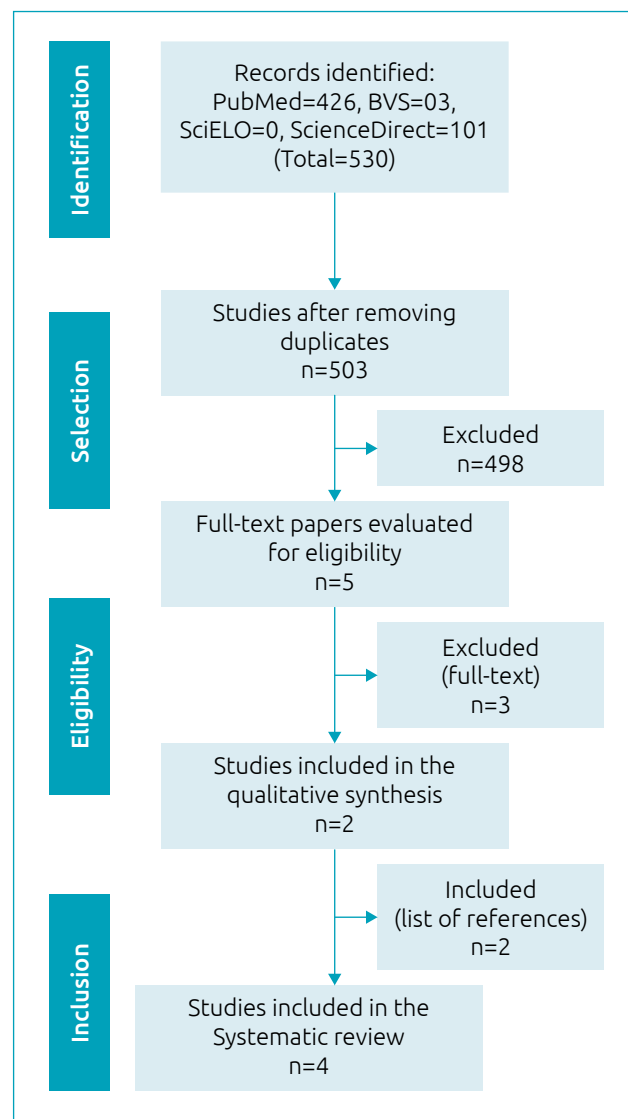 Identification
Records identified:
PubMed=426, BVS=03,
SciELO=0, ScienceDirect=101
(Total=530)
Selection
Studies after removing
duplicates
n=503
Excluded
n=498
Full-text papers evaluated
for eligibility
n=5
Eligibility
Excluded
(full-text)
n=3
Studies included in the
qualitative synthesis
n=2
Inclusion
Included
(list of references)
n=2
Studies included in the
Systematic review
n=4